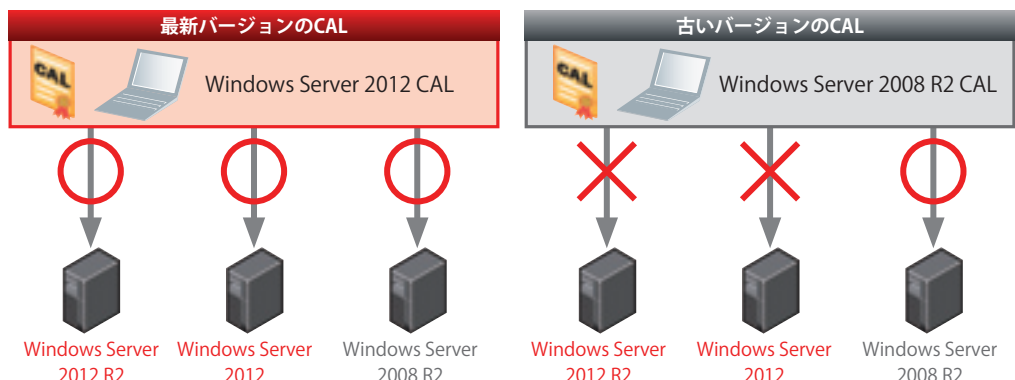 最新バージョンのCAL
CAL
Windows Server 2012 CAL
Windows Server
2012 R2
Windows Server
2012
Windows Server
2008 R2
古いバージョンのCAL
CAL
Windows Server 2008 R2 CAL
Windows Server
2012 R2
Windows Server
2012
Windows Server
2008 R2